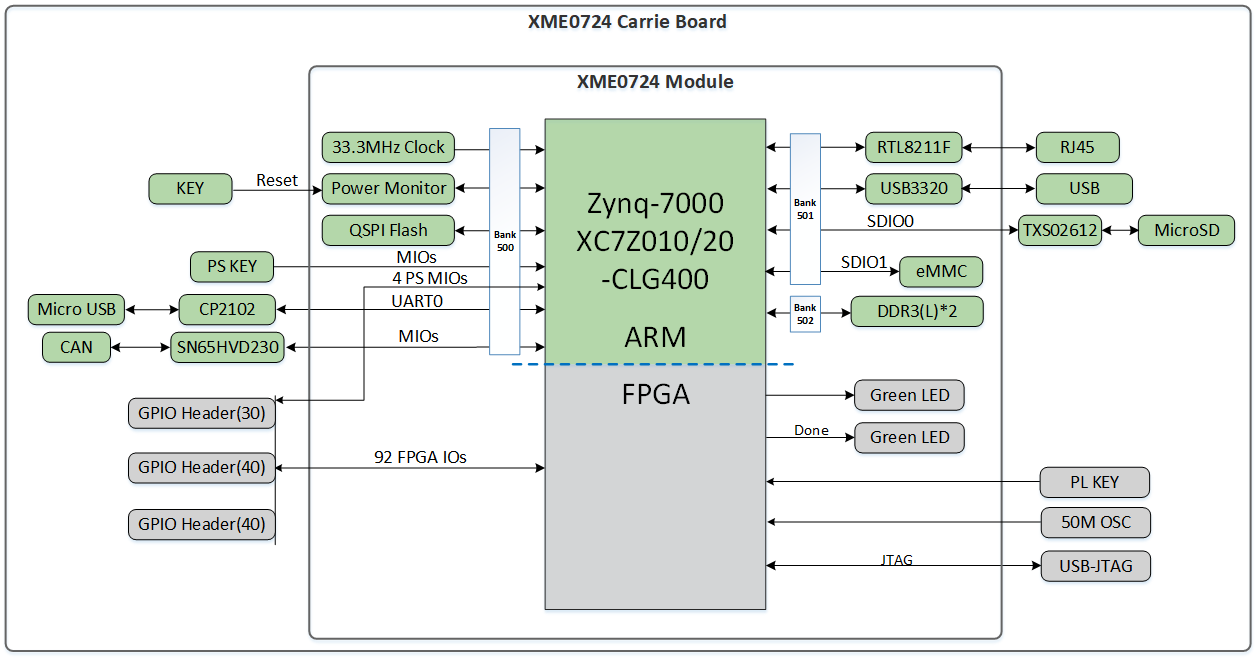 XME0724 Carrie Board
XME0724 Module
33.3MHz Clock
KEY
Reset
Power Monitor
QSPI Flash
PS KEY
MIOs
4 PS MIOs
Micro USB
CP2102
UART0
CAN
SN65HVD230
MIOs
Bank
500
GPIO Header(30)
GPIO Header(40)
GPIO Header(40)
92 FPGA IOs
Zynq-7000
XC7Z010/20
-CLG400
ARM
FPGA
Bank
501
Bank
502
RTL8211F
RJ45
USB3320
USB
SDIO0
TXS02612
MicroSD
SDIO1
eMMC
DDR3(L)*2
Green LED
Done
Green LED
PL KEY
50M OSC
JTAG
USB-JTAG